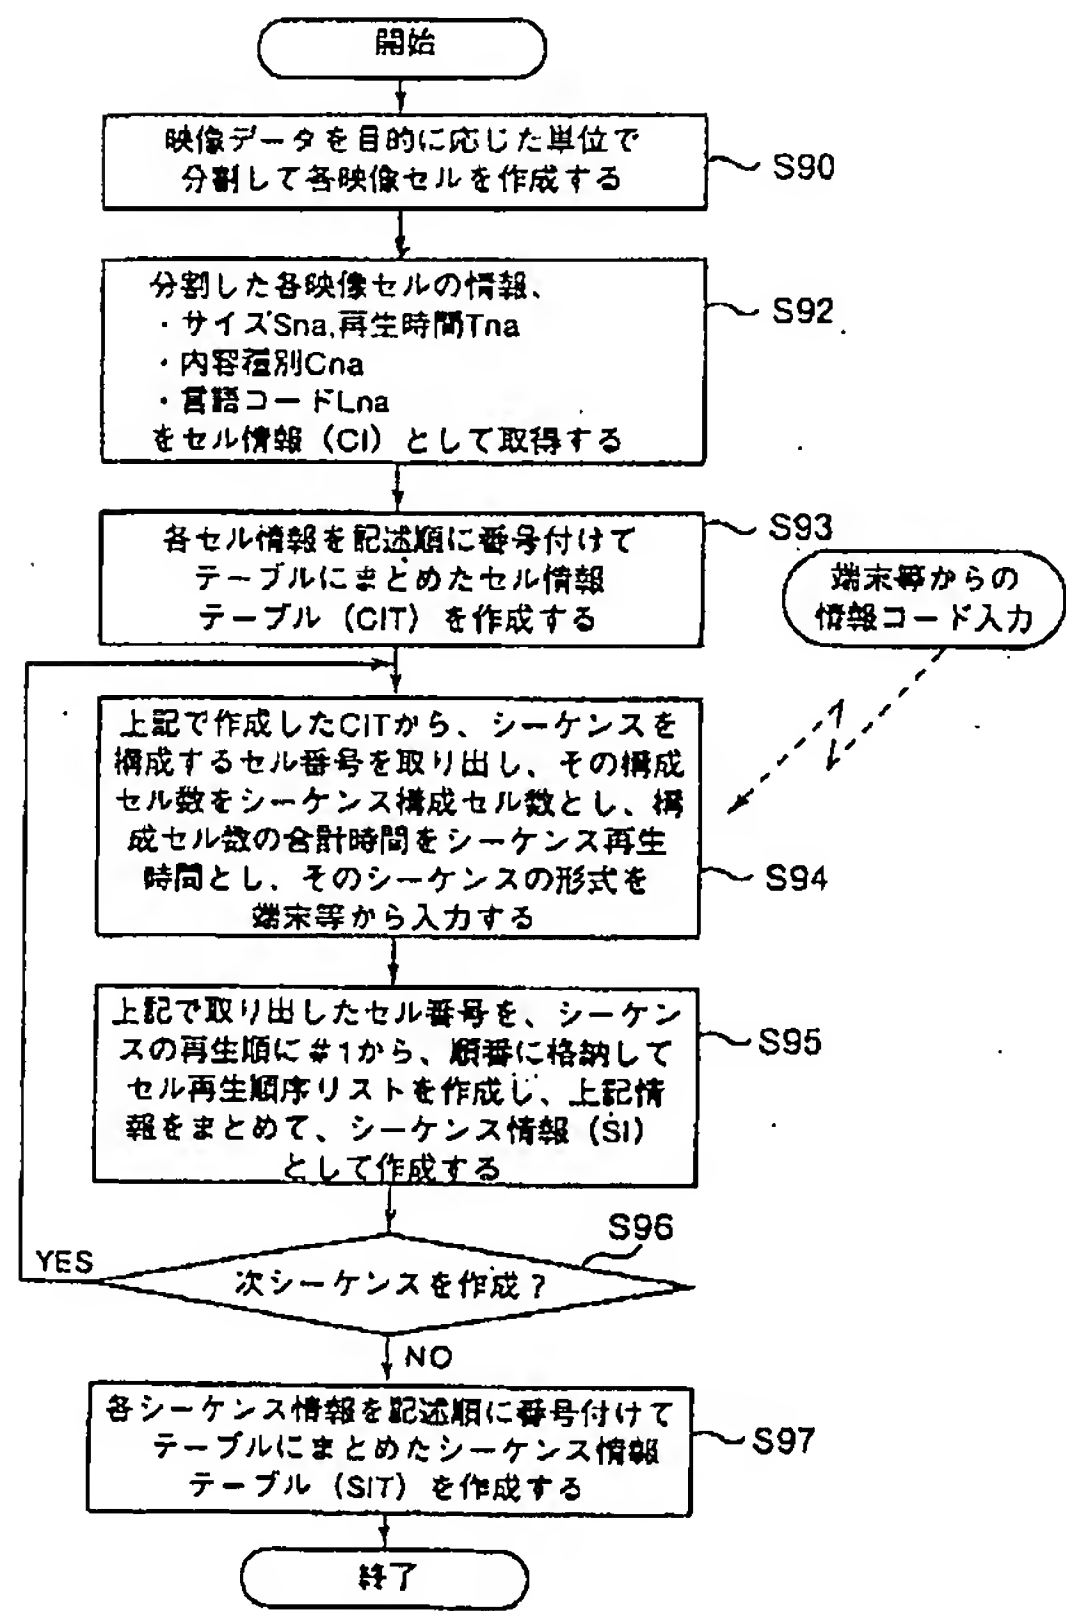 開始
映像データを目的に応じた単位で
分割して各映像セルを作成する
S90
分割した各映像セルの情報、
・サイズSna,再生時間Tna
・内容種別Cna
・言語コードLna
をセル情報（CI）として取得する
S92
各セル情報を記述順に番号付けて
テーブルにまとめたセル情報
テーブル（CIT）を作成する
S93
端末等からの
情報コード入力
上記で作成したCITから、シーケンスを
構成するセル番号を取り出し、その構成
セル数をシーケンス構成セル数とし、構
成セル数の合計時間をシーケンス再生
時間とし、そのシーケンスの形式を
端末等から入力する
S94
上記で取り出したセル番号を、シーケン
スの再生順に#1から、順番に格納して
セル再生順序リストを作成し、上記情
報をまとめて、シーケンス情報（SI）
として作成する
S95
S96
YES
次シーケンスを作成？
NO
各シーケンス情報を記述順に番号付けて
テーブルにまとめたシーケンス情報
テーブル（SIT）を作成する
S97
終了